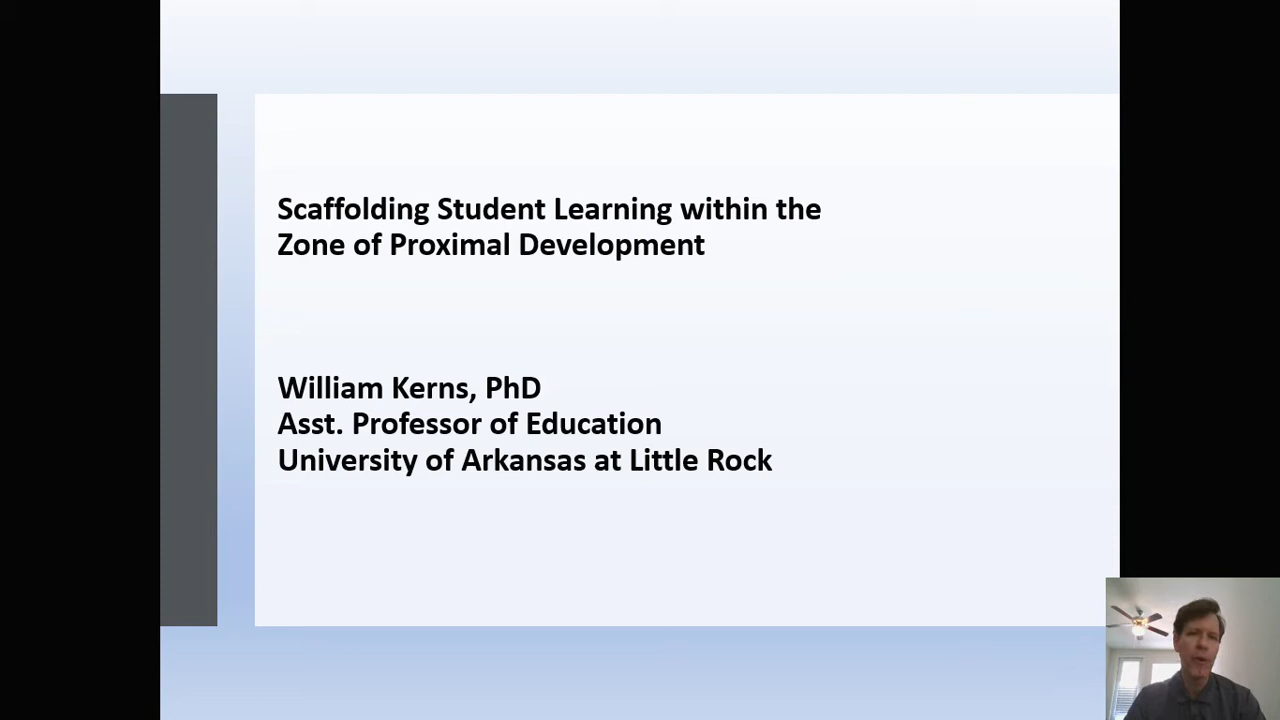 Scaffolding Student Learning within the
Zone of Proximal Development
William Kerns, PhD
Asst. Professor of Education
University of Arkansas at Little Rock